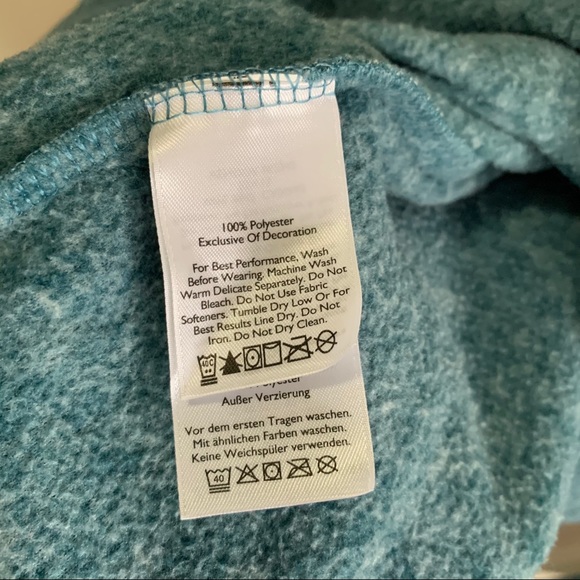 100% Polyester
Exclusive Of Decoration
For Best Performance, Wash
Before Wearing. Machine Wash
Warm Delicate Separately. Do Not
Bleach. Do Not Use Fabric
Softeners. Tumble Dry Low Or For
Best Results Line Dry. Do Not
Iron. Do Not Dry Clean.
40C
Polyester
Außer Verzierung
Vor dem ersten Tragen waschen.
Mit ähnlichen Farben waschen.
Keine Weichspüler verwenden.
40